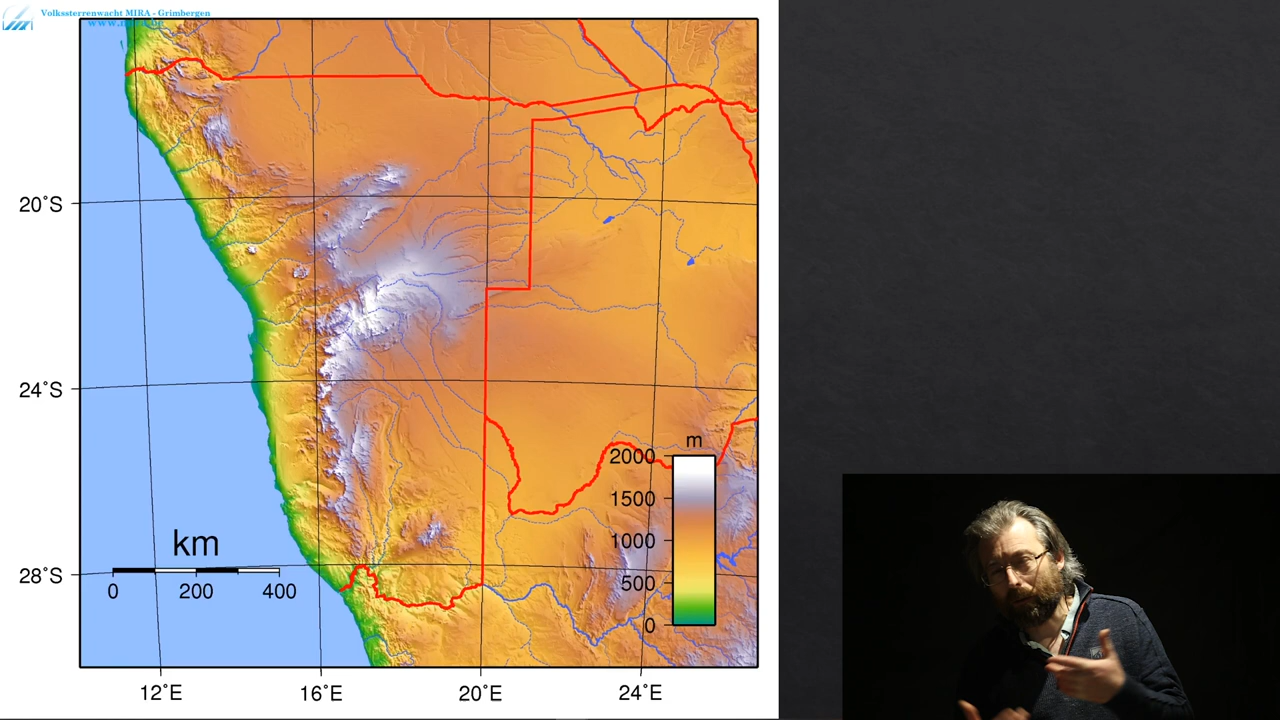 Volkssterrenwacht MIRA - Grimbergen
20°S
24°S
28°S
km
0 200 400
m
2000
1500
1000
500
0
12°E 16°E 20°E 24°E